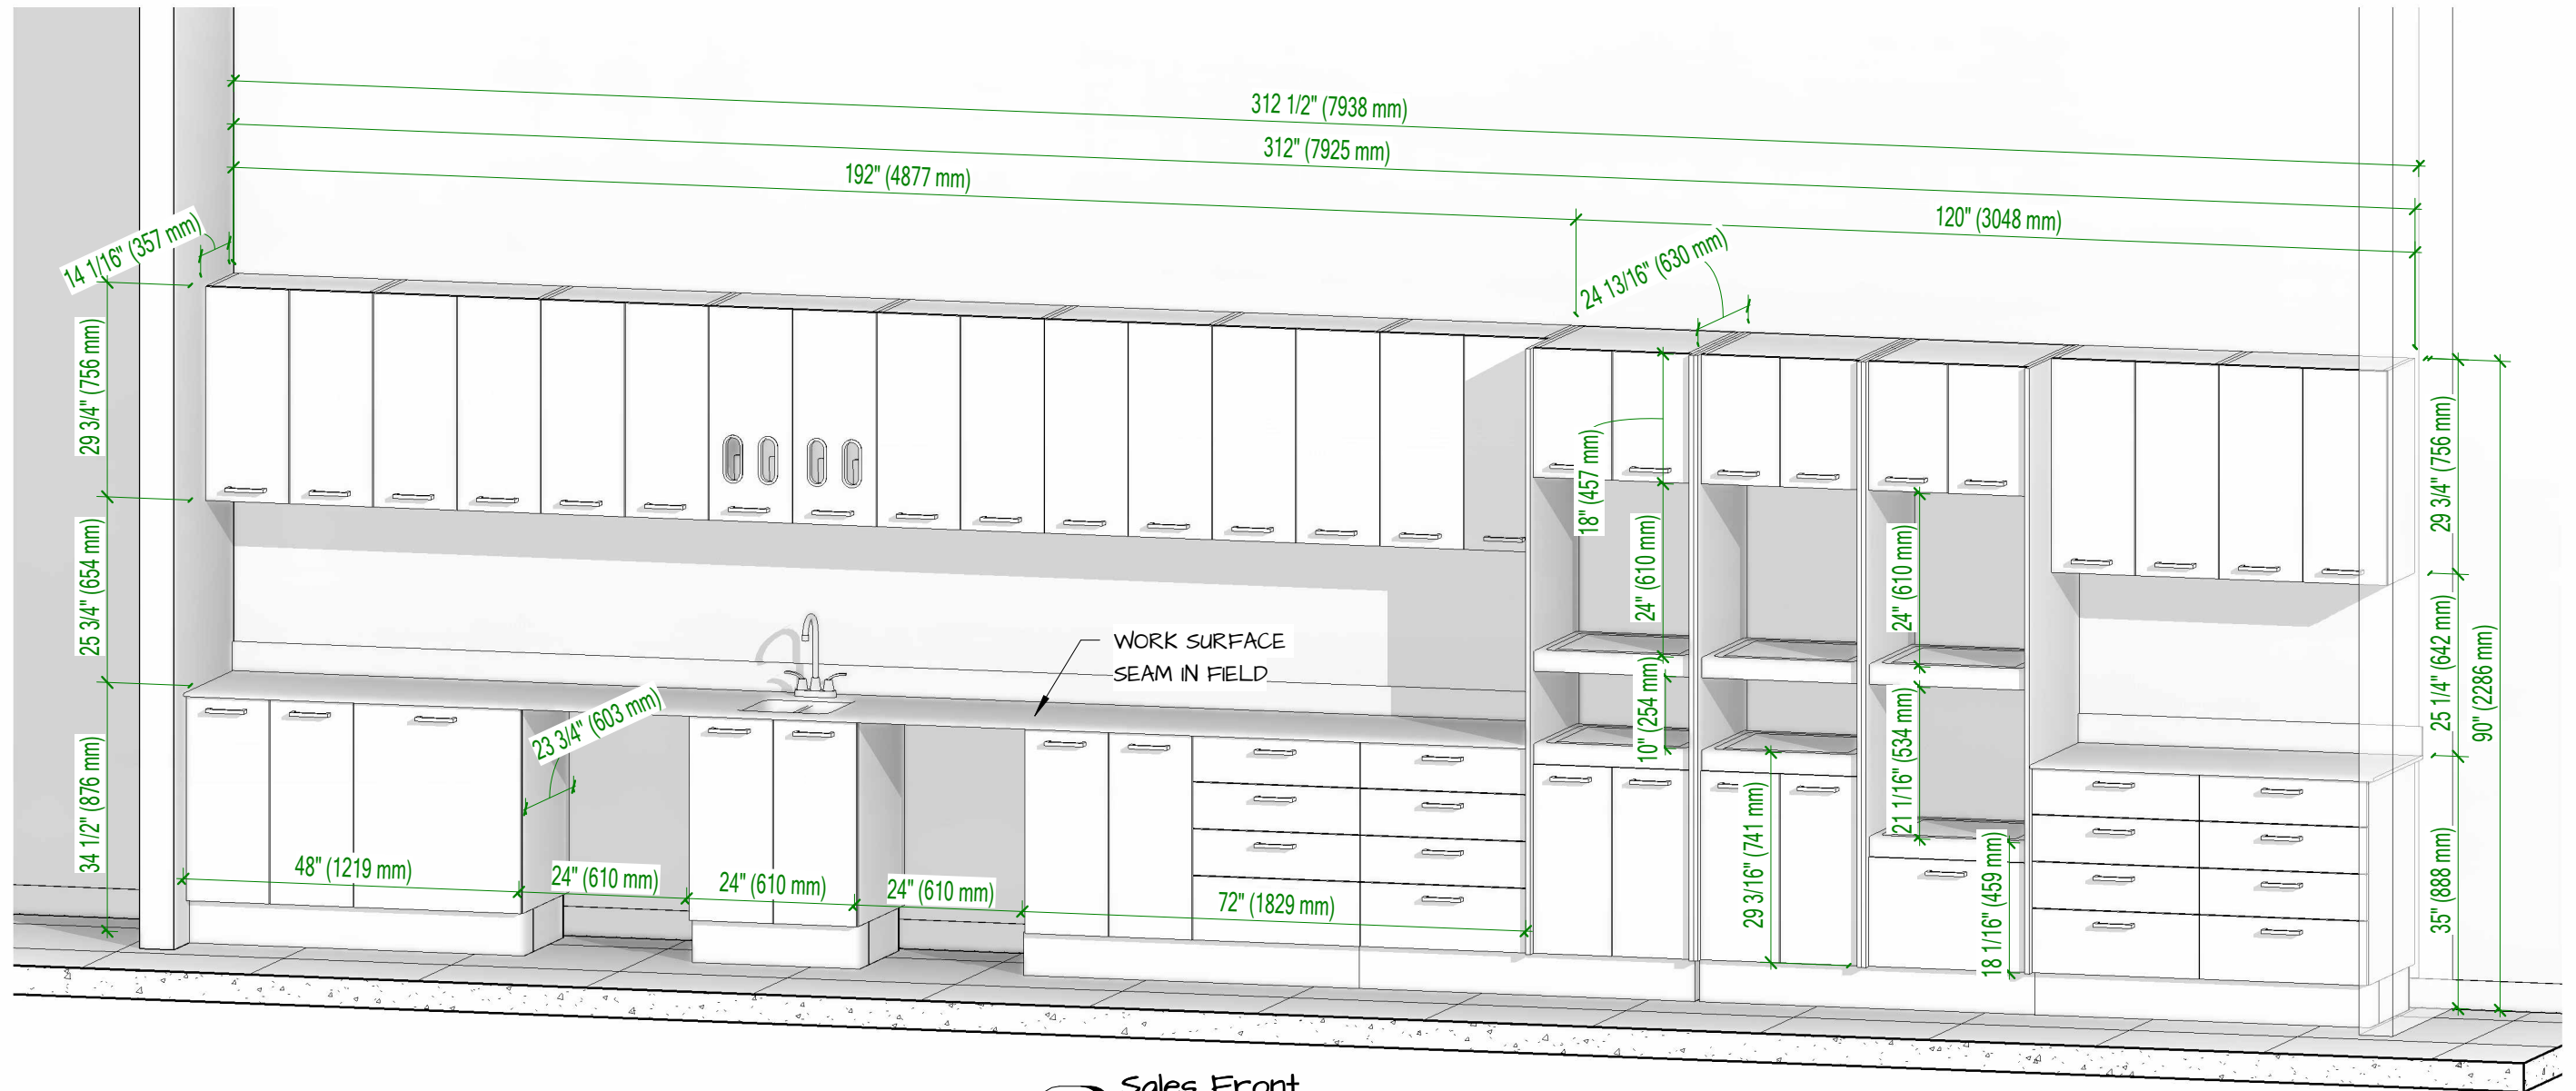 312 1/2" (7938 mm)
312" (7925 mm)
192" (4877 mm)
120" (3048 mm)
14 1/16" (357 mm)
24 13/16" (630 mm)
29 3/4" (756 mm)
18" (457 mm)
29 3/4" (756 mm)
25 3/4" (654 mm)
24" (610 mm)
24" (610 mm)
25 1/4" (642 mm)
90" (2286 mm)
WORK SURFACE
SEAM IN FIELD
23 3/4" (603 mm)
10" (254 mm)
21 1/16" (534 mm)
34 1/2" (876 mm)
29 3/16" (741 mm)
18 1/16" (459 mm)
35" (888 mm)
48" (1219 mm)
24" (610 mm)
24" (610 mm)
24" (610 mm)
72" (1829 mm)
Sales Front